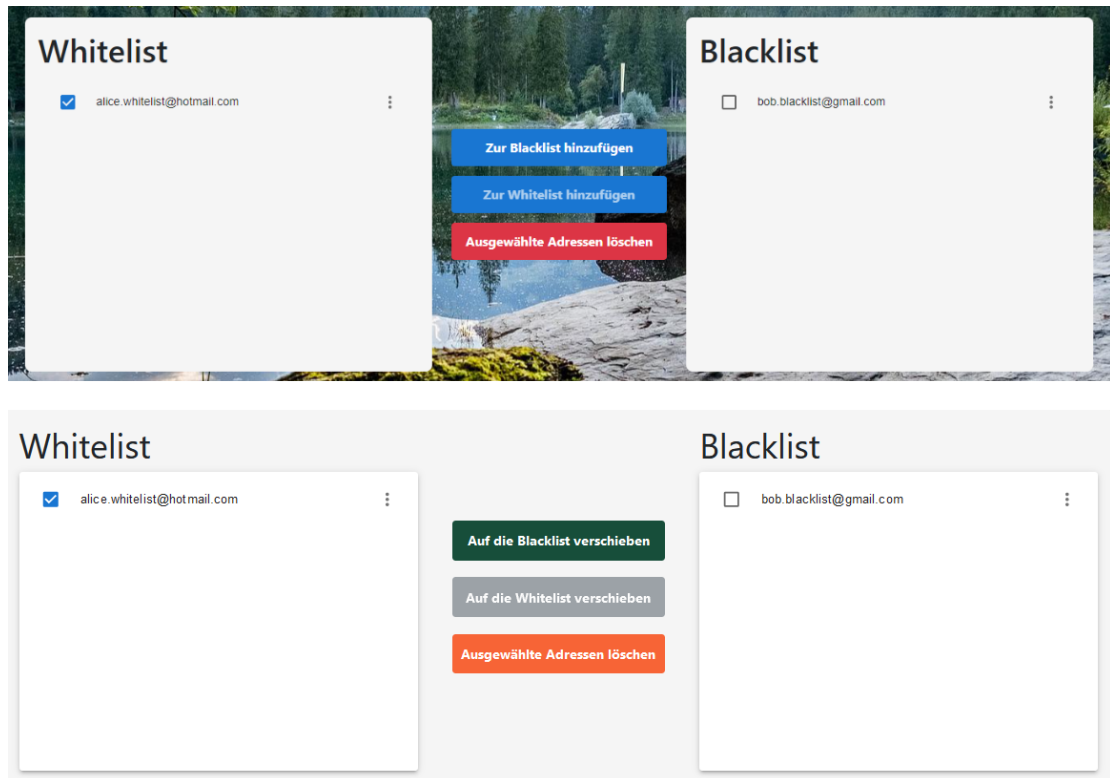 Whitelist
alice.whitelist@hotmail.com
Zur Blacklist hinzufügen
Zur Whitelist hinzufügen
Ausgewählte Adressen löschen
Blacklist
bob.blacklist@gmail.com
Whitelist
alice.whitelist@hotmail.com
Auf die Blacklist verschieben
Auf die Whitelist verschieben
Ausgewählte Adressen löschen
Blacklist
bob.blacklist@gmail.com